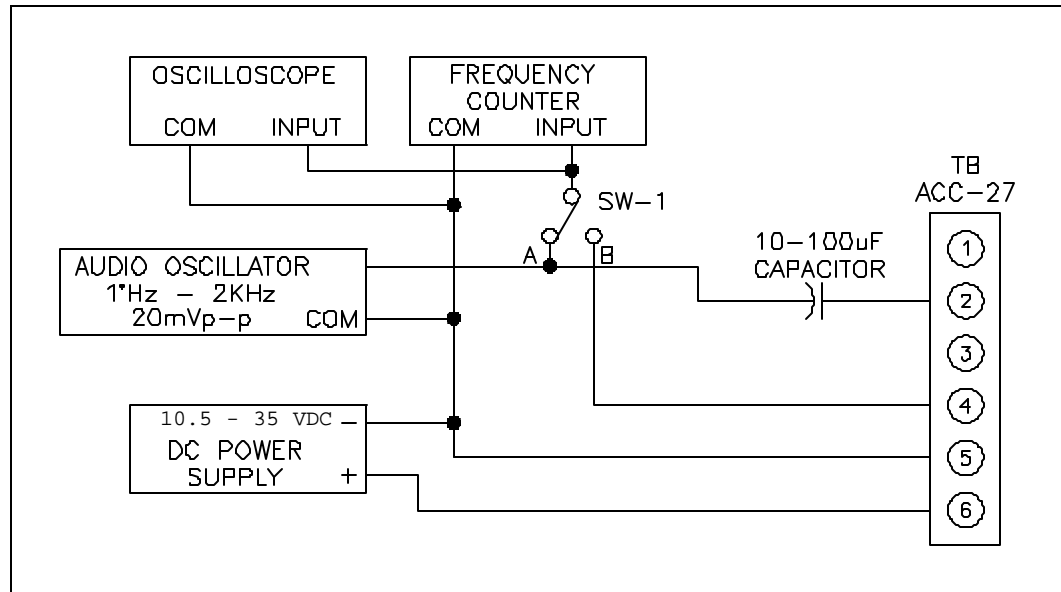 OSCILLOSCOPE
COM INPUT
FREQUENCY
COUNTER
COM INPUT
SW-1
A B
TB
ACC-27
10-100uF
CAPACITOR
AUDIO OSCILLATOR
1"Hz - 2KHz
20mVp-p COM
10.5 - 35 VDC −
DC POWER
SUPPLY +
1
2
3
4
5
6